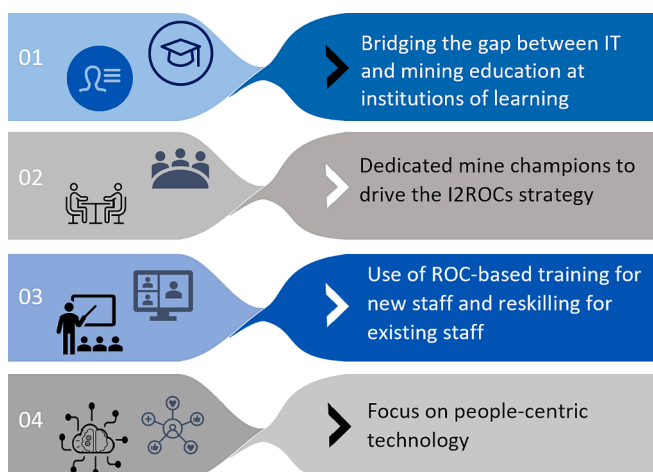 01
Bridging the gap between IT
and mining education at
institutions of learning
02
Dedicated mine champions to
drive the I2ROCs strategy
03
Use of ROC-based training for
new staff and reskilling for
existing staff
04
Focus on people-centric
technology